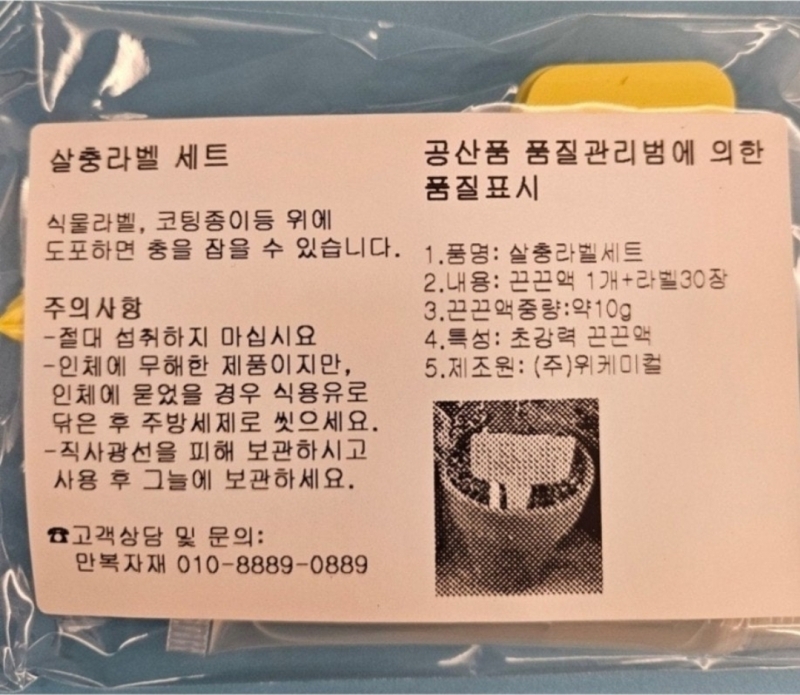 살충라벨 세트
식물라벨, 코팅종이등 위에
도포하면 충을 잡을 수 있습니다.
주의사항
-절대 섭취하지 마십시요
-인체에 무해한 제품이지만,
인체에 묻었을 경우 식용유로
닦은 후 주방세제로 씻으세요.
-직사광선을 피해 보관하시고
사용 후 그늘에 보관하세요.
☎고객상담 및 문의:
만복자재 010-8889-0889
공산품 품질관리범에 의한
품질표시
1.품명: 살충라벨세트
2.내용: 끈끈액 1개+라벨30장
3.끈끈액중량:약10g
4.특성: 초강력 끈끈액
5.제조원: (주)위케미컬